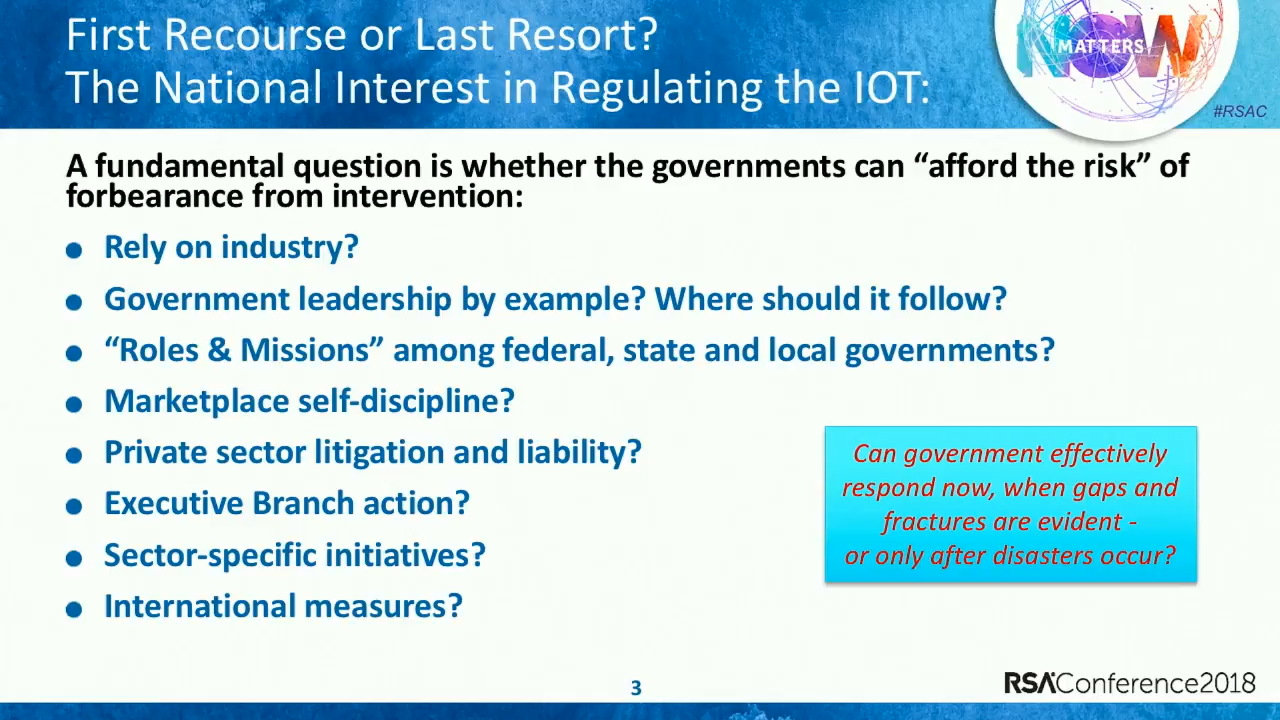 First Recourse or Last Resort?
The National Interest in Regulating the IOT:
NOW
MATTERS
#RSAC
A fundamental question is whether the governments can “afford the risk” of
forbearance from intervention:
● Rely on industry?
● Government leadership by example? Where should it follow?
● “Roles & Missions” among federal, state and local governments?
● Marketplace self-discipline?
● Private sector litigation and liability?
● Executive Branch action?
● Sector-specific initiatives?
● International measures?
Can government effectively
respond now, when gaps and
fractures are evident -
or only after disasters occur?
3
RSAConference2018